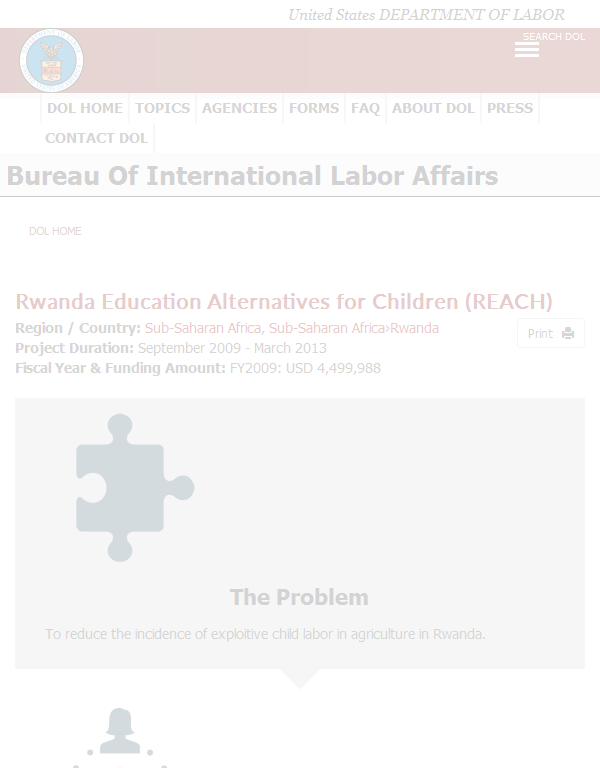 United States DEPARTMENT OF LABOR
SEARCH DOL
DOL HOME TOPICS AGENCIES FORMS FAQ ABOUT DOL PRESS
CONTACT DOL
Bureau Of International Labor Affairs
DOL HOME
Rwanda Education Alternatives for Children (REACH)
Region / Country: Sub-Saharan Africa, Sub-Saharan Africa›Rwanda
Print
Project Duration: September 2009 - March 2013
Fiscal Year & Funding Amount: FY2009: USD 4,499,988
The Problem
To reduce the incidence of exploitive child labor in agriculture in Rwanda.